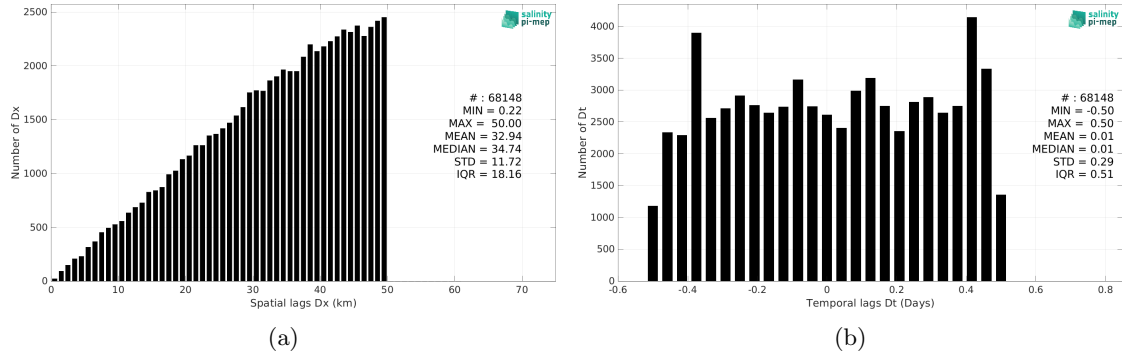 2500
2000
1500
1000
500
0
0
10
20
30
40
50
60
70
Number of Dx
Spatial lags Dx (km)
salinity
pi-mep
# : 68148
MIN = 0.22
MAX = 50.00
MEAN = 32.94
MEDIAN = 34.74
STD = 11.72
IQR = 18.16
(a)
4000
3500
3000
2500
2000
1500
1000
500
0
-0.6
-0.4
-0.2
0
0.2
0.4
0.6
0.8
Number of Dt
Temporal lags Dt (Days)
salinity
pi-mep
# : 68148
MIN = -0.50
MAX = 0.50
MEAN = 0.01
MEDIAN = 0.01
STD = 0.29
IQR = 0.51
(b)